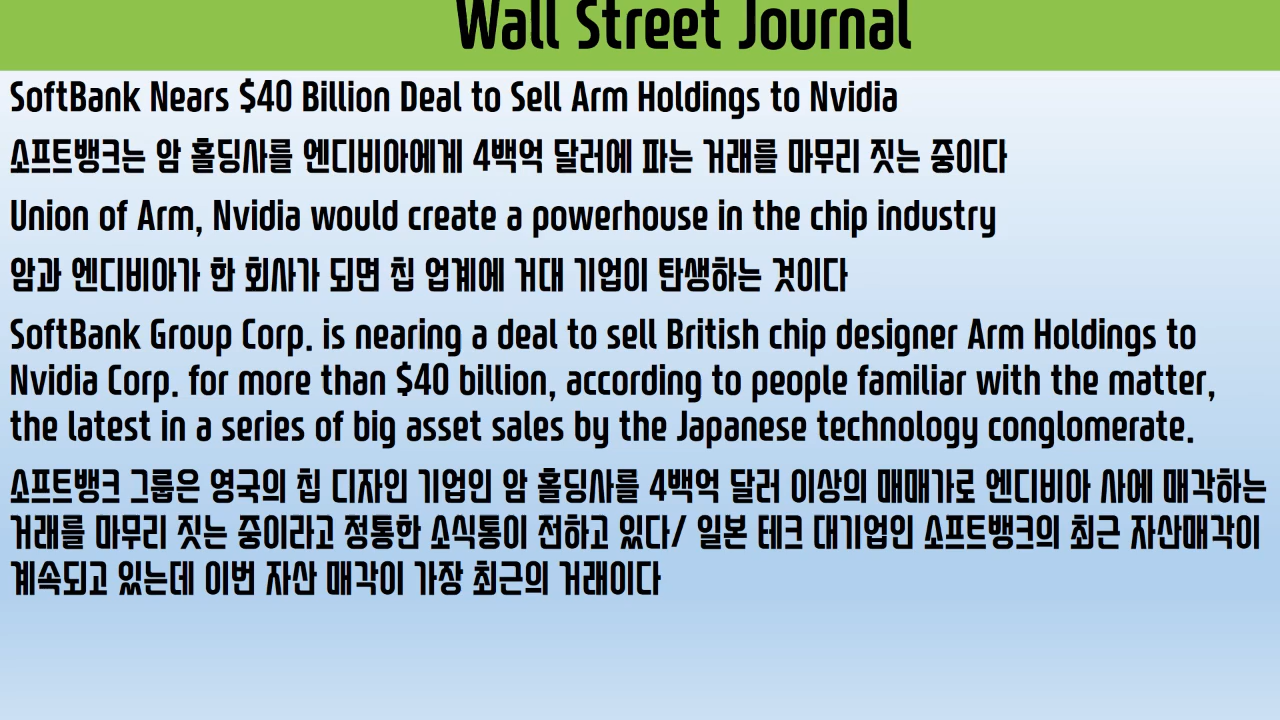 Wall Street Journal
SoftBank Nears $40 Billion Deal to Sell Arm Holdings to Nvidia
소프트뱅크는 암 홀딩사를 엔디비아에게 4백억 달러에 파는 거래를 마무리 짓는 중이다
Union of Arm, Nvidia would create a powerhouse in the chip industry
암과 엔디비아가 한 회사가 되면 칩 업계에 거대 기업이 탄생하는 것이다
SoftBank Group Corp. is nearing a deal to sell British chip designer Arm Holdings to
Nvidia Corp. for more than $40 billion, according to people familiar with the matter,
the latest in a series of big asset sales by the Japanese technology conglomerate.
소프트뱅크 그룹은 영국의 칩 디자인 기업인 암 홀딩사를 4백억 달러 이상의 매매가로 엔디비아 사에 매각하는
거래를 마무리 짓는 중이라고 정통한 소식통이 전하고 있다/ 일본 테크 대기업인 소프트뱅크의 최근 자산매각이
계속되고 있는데 이번 자산 매각이 가장 최근의 거래이다